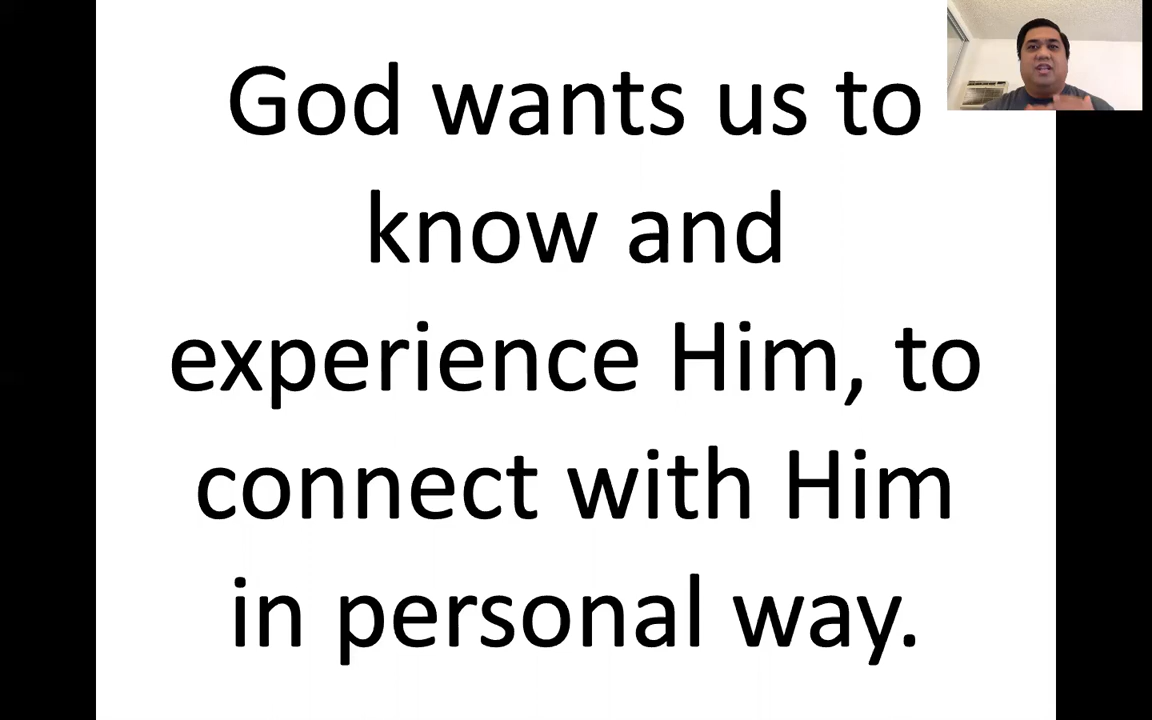 God wants us to
know and
experience Him, to
connect with Him
in personal way.